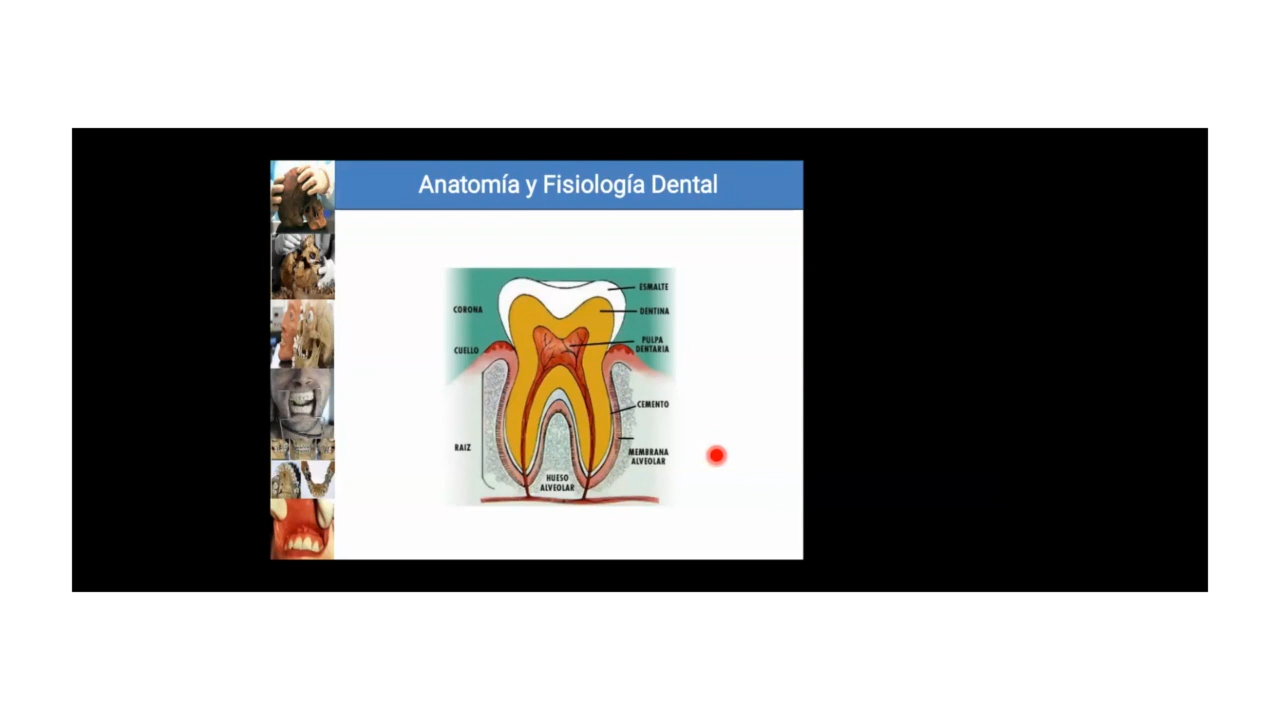 Anatomía y Fisiología Dental
ESMALTE
CORONA
DENTINA
PULPA
DENTARIA
CUELLO
CEMENTO
RAIZ
MEMBRANA
ALVEOLAR
HUESO
ALVEOLAR